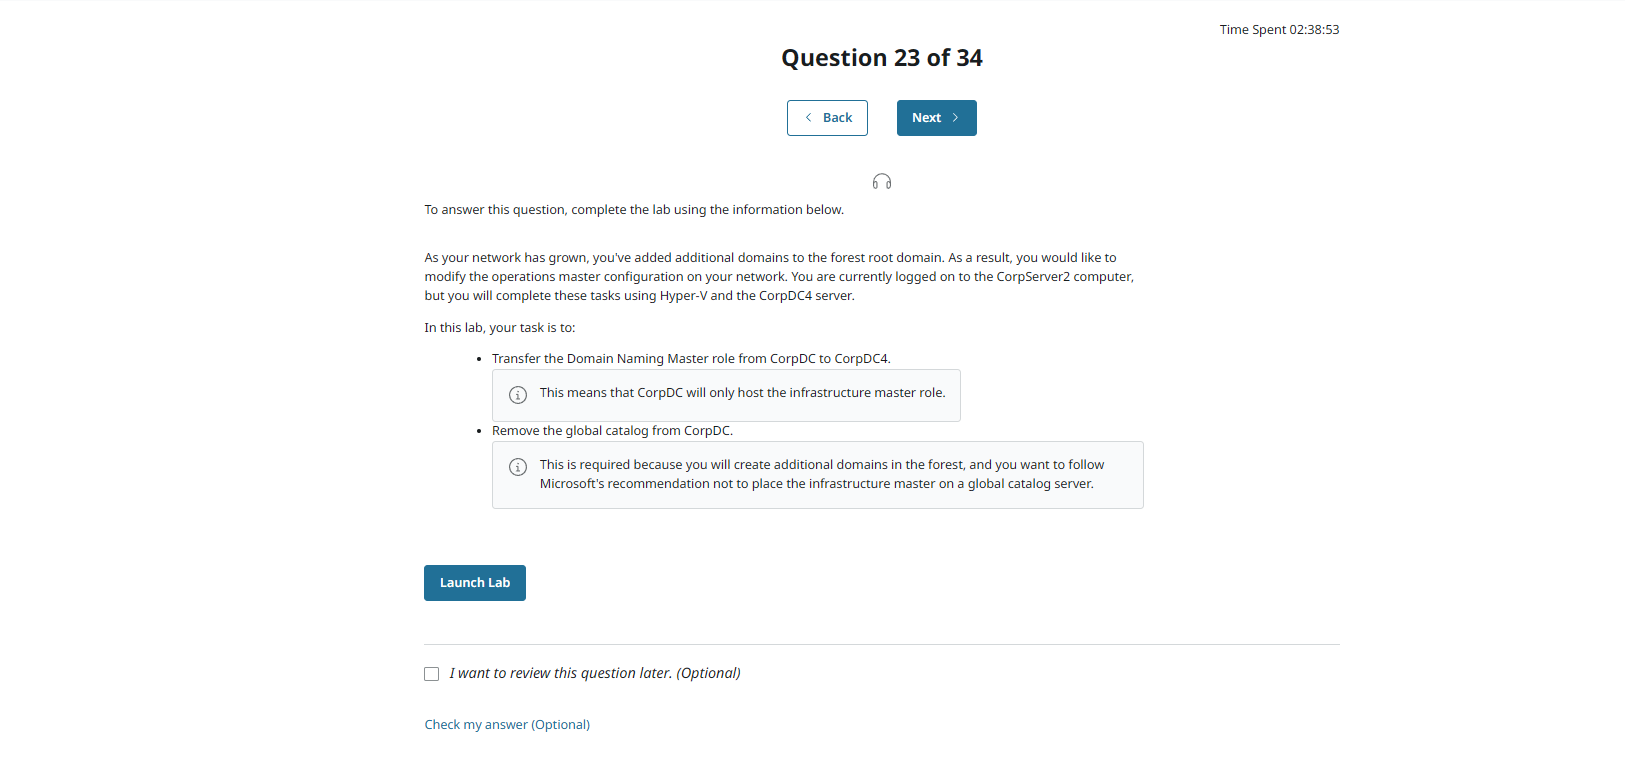 Time Spent 02:38:53
Question 23 of 34
Back
Next
To answer this question, complete the lab using the information below.
As your network has grown, you've added additional domains to the forest root domain. As a result, you would like to
modify the operations master configuration on your network. You are currently logged on to the CorpServer2 computer,
but you will complete these tasks using Hyper-V and the CorpDC4 server.
In this lab, your task is to:
• Transfer the Domain Naming Master role from CorpDC to CorpDC4.
This means that CorpDC will only host the infrastructure master role.
• Remove the global catalog from CorpDC.
This is required because you will create additional domains in the forest, and you want to follow
Microsoft's recommendation not to place the infrastructure master on a global catalog server.
Launch Lab
I want to review this question later. (Optional)
Check my answer (Optional)